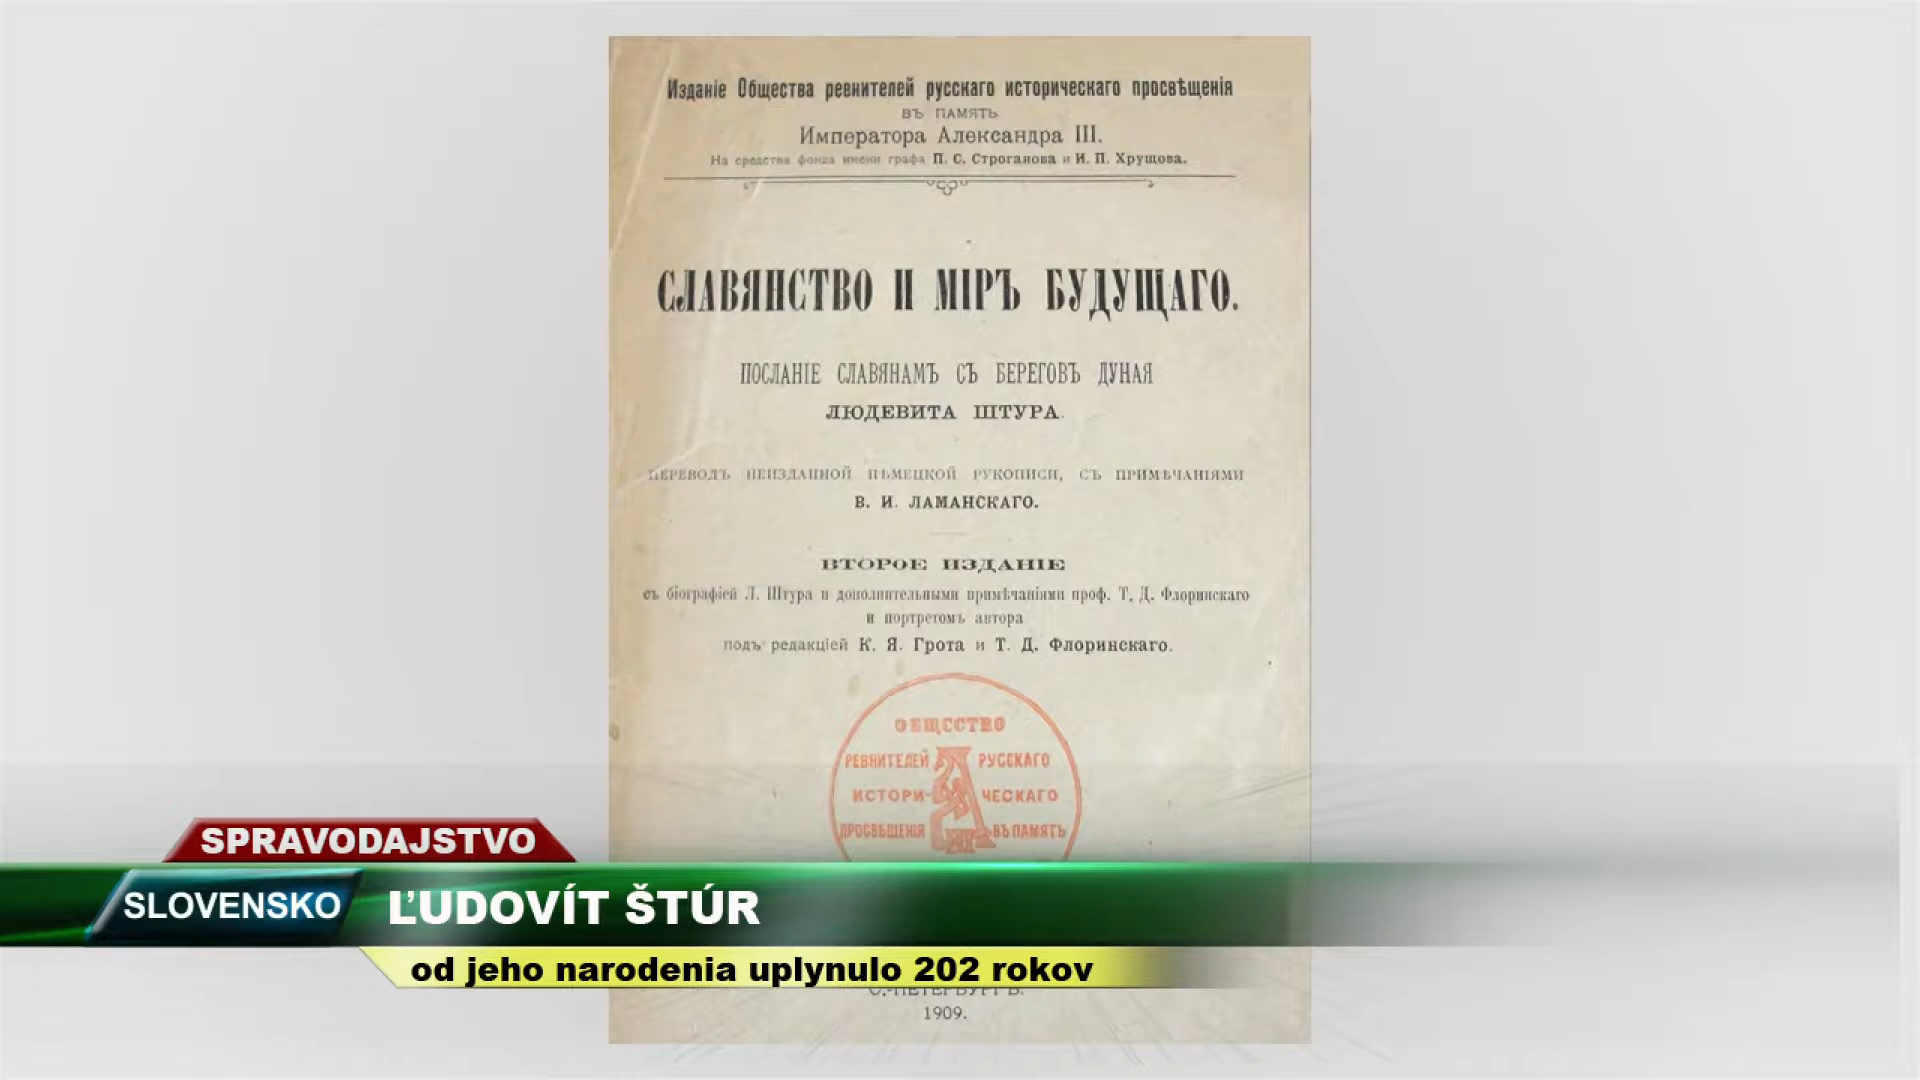 Изданіе Общества ревнителей русскаго историческаго просвѣщенія
ВЪ ПАМЯТЬ
Императора Александра III.
На средства фонда имени графа П. С. Строганова и И. П. Хрущова.
СЛАВЯНСТВО И МІРЪ БУДУЩАГО.
ПОСЛАНІЕ СЛАВЯНАМЪ СЪ БЕРЕГОВЪ ДУНАЯ
ЛЮДЕВИТА ШТУРА.
ПЕРЕВОДЪ НЕИЗДАННОЙ НѢМЕЦКОЙ РУКОПИСИ, СЪ ПРИМѢЧАНІЯМИ
В. И. ЛАМАНСКАГО.
ВТОРОЕ ИЗДАНІЕ
съ біографіей Л. Штура и дополнительными примѣчаніями проф. Т. Д. Флоринскаго
и портретомъ автора
подъ редакціей К. Я. Грота и Т. Д. Флоринскаго.
ОБЩЕСТВО
РЕВНИТЕЛЕЙ РУССКАГО
ИСТОРИ-ЧЕСКАГО
ПРОСВѢЩЕНІЯ ВЪ ПАМЯТЬ
SPRAVODAJSTVO
SLOVENSKO ĽUDOVÍT ŠTÚR
od jeho narodenia uplynulo 202 rokov
С.-ПЕТЕРБУРГЪ.
1909.